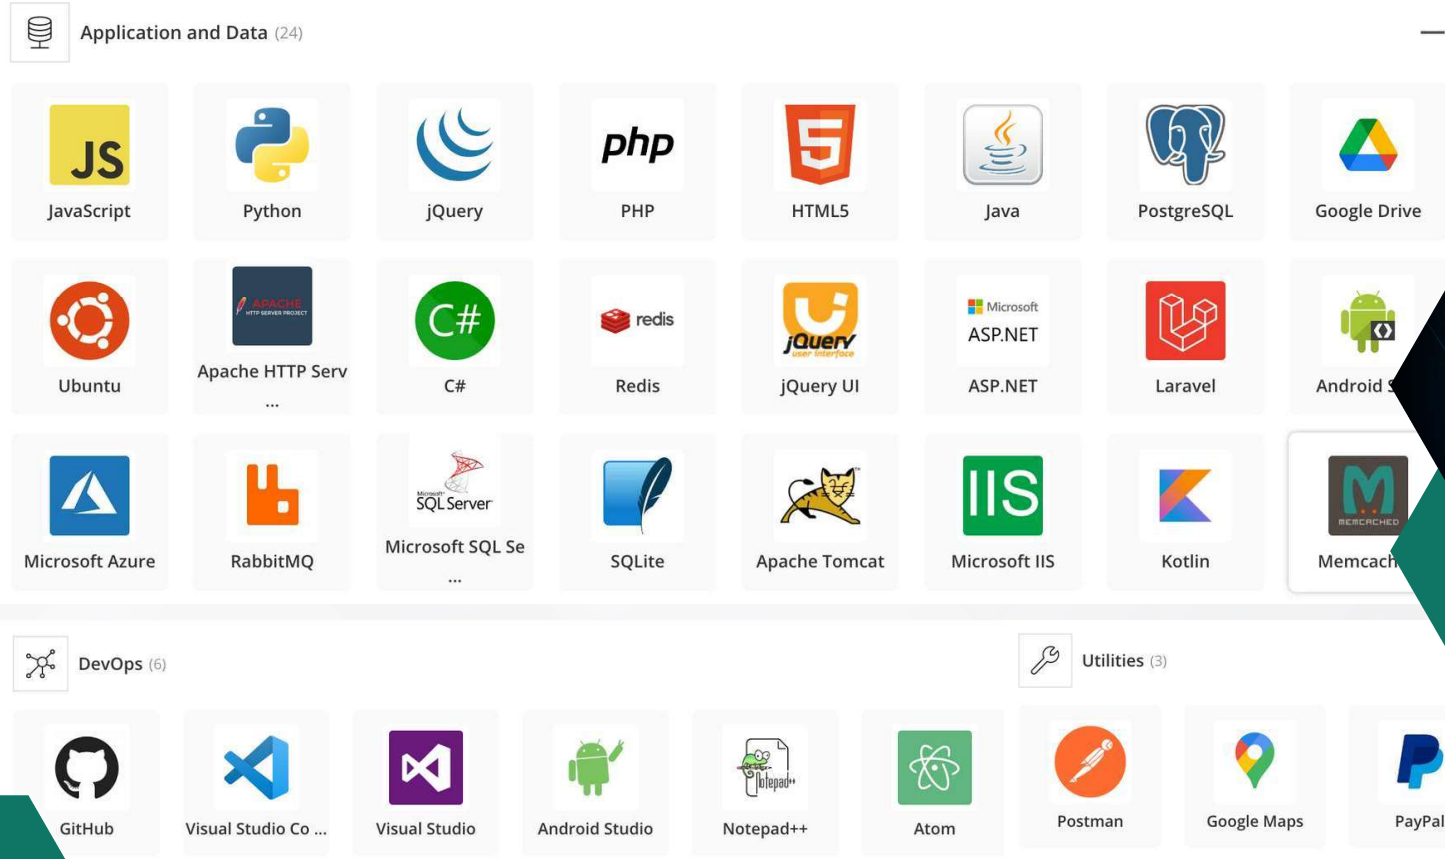 Application and Data (24)
JS
php
5
JavaScript
Python
jQuery
PHP
HTML5
Java
PostgreSQL
Google Drive
APACHE
HTTP SERVER PROJECT
C#
redis
jQuery
user interface
Microsoft
ASP.NET
Ubuntu
Apache HTTP Serv
...
C#
Redis
jQuery UI
ASP.NET
Laravel
Android
Microsoft
SQL Server
IIS
MEMCACHED
Microsoft Azure
RabbitMQ
Microsoft SQL Se
...
SQLite
Apache Tomcat
Microsoft IIS
Kotlin
Memcach
DevOps (6)
Utilities (3)
Notepad++
GitHub
Visual Studio Co ...
Visual Studio
Android Studio
Notepad++
Atom
Postman
Google Maps
PayPal